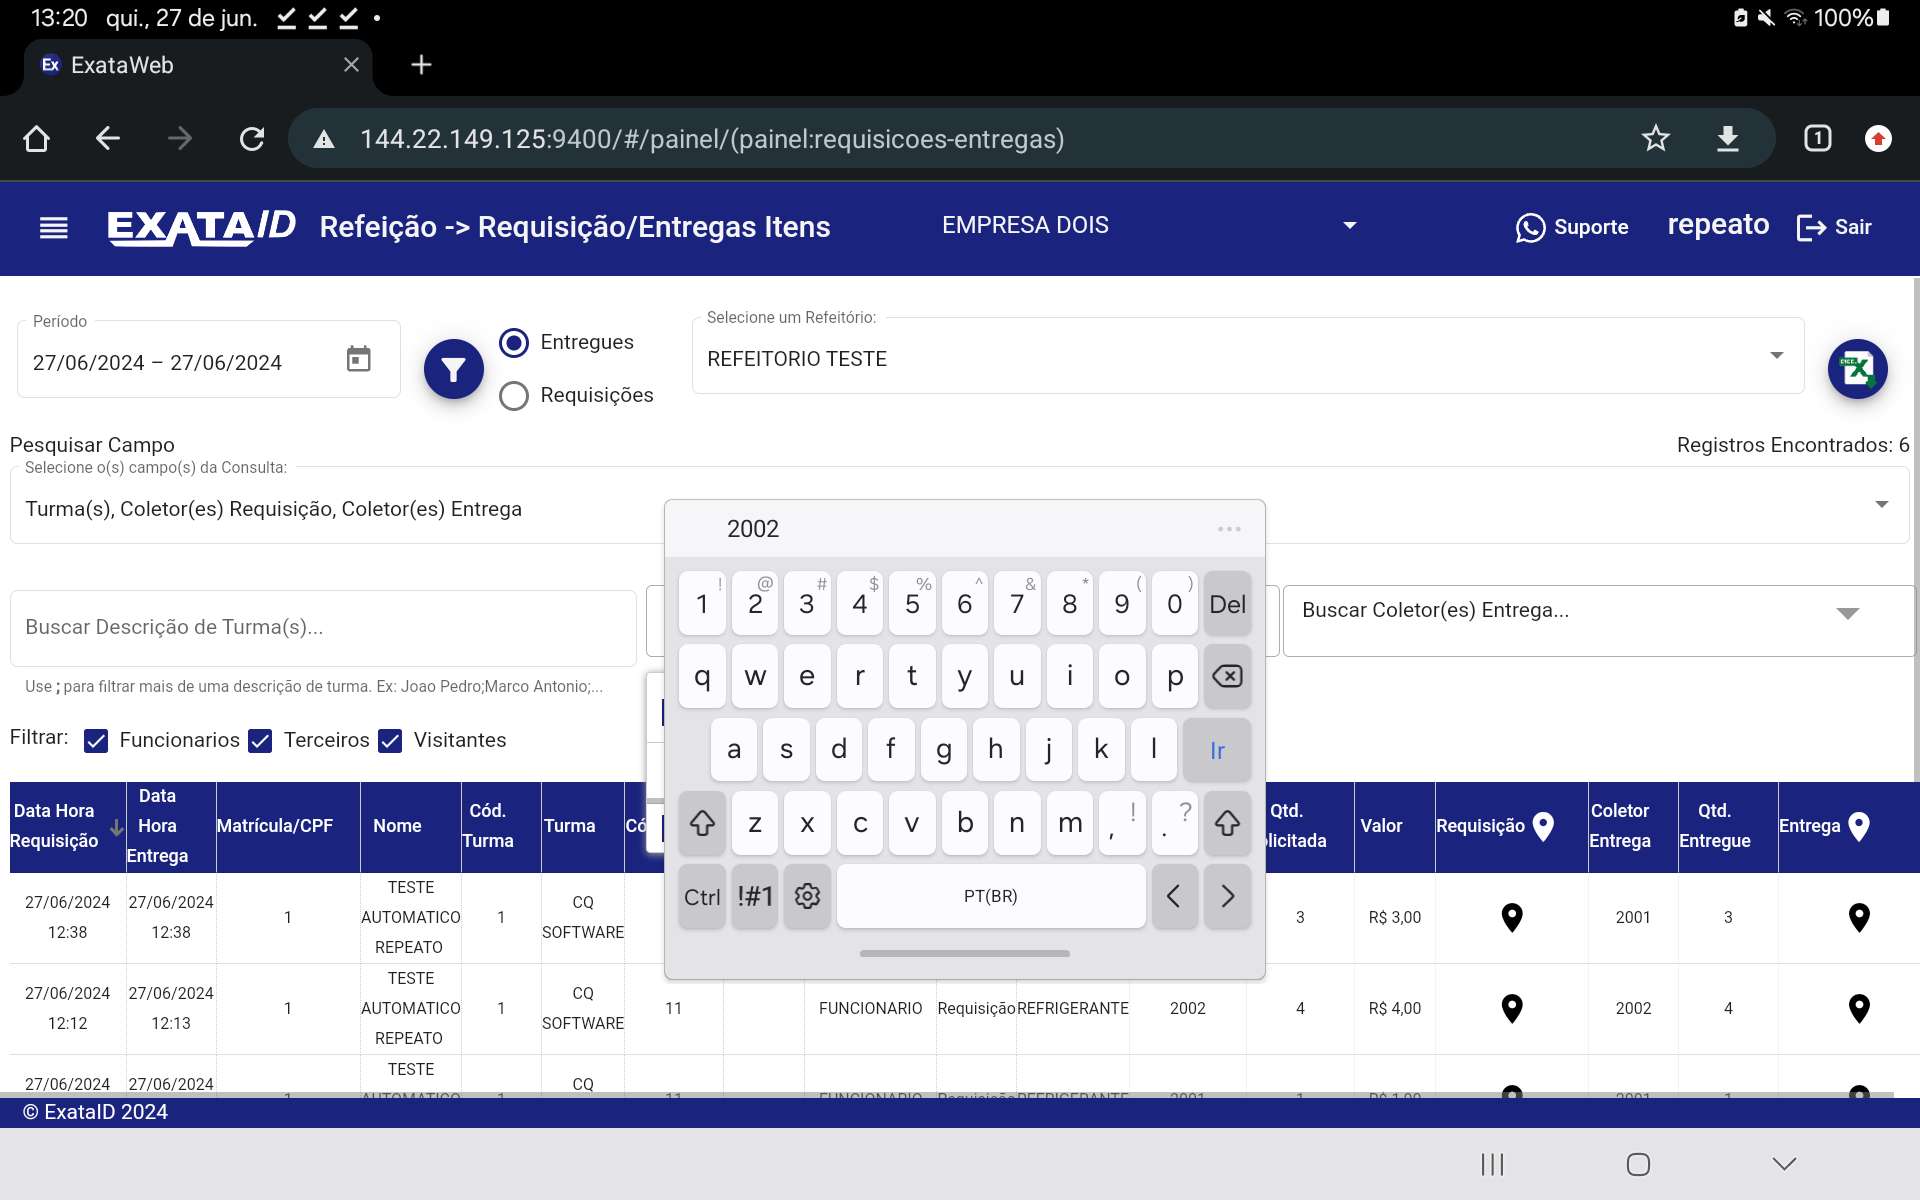 13:20 qui., 27 de jun.
100%
Ex ExataWeb
144.22.149.125:9400/#/painel/(painel:requisicoes-entregas)
1
EXATA/ID Refeição -> Requisição/Entregas Itens EMPRESA DOIS Suporte repeato Sair
Período
27/06/2024 – 27/06/2024
Entregues
Requisições
Selecione um Refeitório:
REFEITORIO TESTE
Pesquisar Campo
Registros Encontrados: 6
Selecione o(s) campo(s) da Consulta:
Turma(s), Coletor(es) Requisição, Coletor(es) Entrega
Buscar Descrição de Turma(s)...
Buscar Coletor(es) Entrega...
Use ; para filtrar mais de uma descrição de turma. Ex: Joao Pedro;Marco Antonio;...
Filtrar: Funcionarios Terceiros Visitantes
2002
! @ # $ % ^ & * ( )
1 2 3 4 5 6 7 8 9 0 Del
q w e r t y u i o p
a s d f g h j k l Ir
z x c v b n m , ! . ?
Ctrl !#1 PT(BR)
Data Hora Requisição
Data Hora Entrega
Matrícula/CPF
Nome
Cód. Turma
Turma
Có
Qtd.
licitada
Valor
Requisição
Coletor Entrega
Qtd. Entregue
Entrega
27/06/2024 12:38 27/06/2024 12:38 1 TESTE AUTOMATICO REPEATO 1 CQ SOFTWARE 3 R$ 3,00 2001 3
27/06/2024 12:12 27/06/2024 12:13 1 TESTE AUTOMATICO REPEATO 1 CQ SOFTWARE 11 FUNCIONARIO Requisição REFRIGERANTE 2002 4 R$ 4,00 2002 4
27/06/2024 27/06/2024 1 TESTE AUTOMATICO 1 CQ 11 FUNCIONARIO Requisição REFRIGERANTE 2001 1 R$ 1,00 2001 1
© ExataID 2024